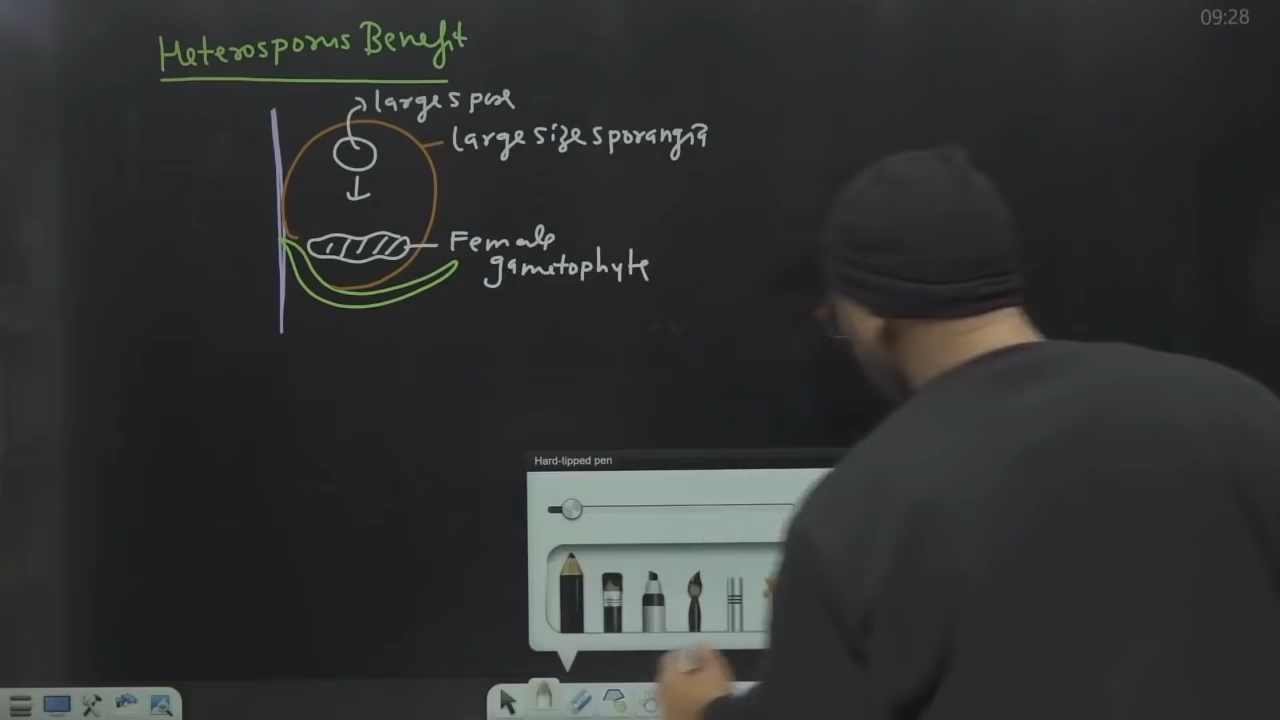 09:28
Heterosporus Benefit
large spore
large size sporangia
Female
gametophyte
Hard-tipped pen